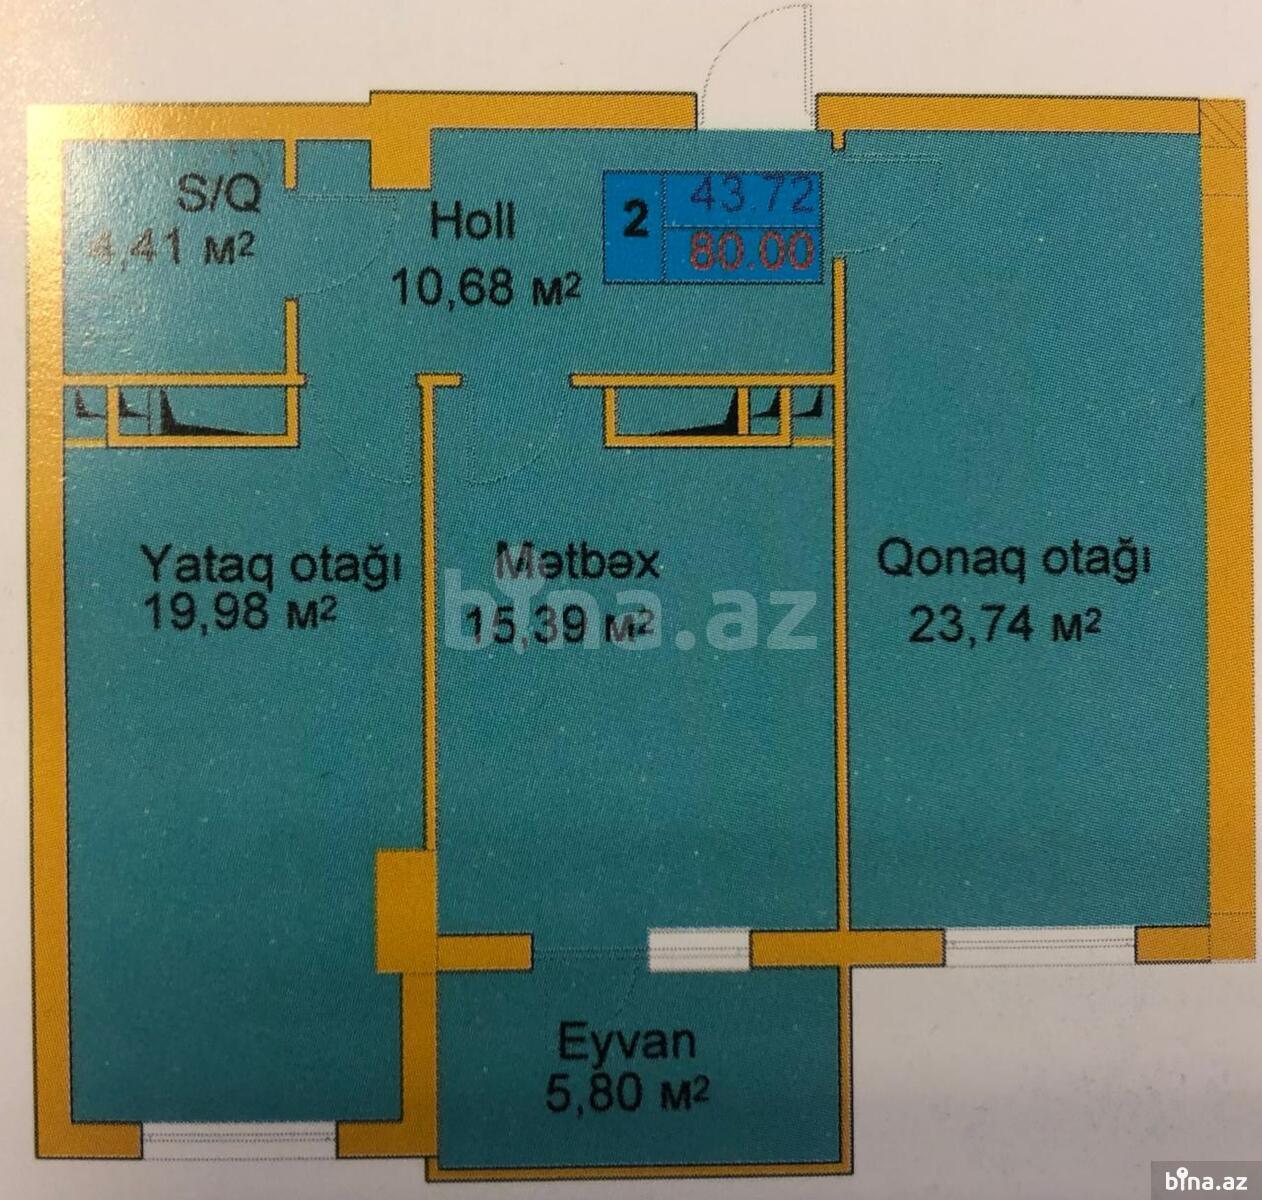 S/Q
4,41 м²
Holl
10,68 м²
2
43.72
80.00
Yataq otağı
19,98 м²
Mətbəx
15,39 м²
Qonaq otağı
23,74 м²
bina.az
Eyvan
5,80 м²
bina.az